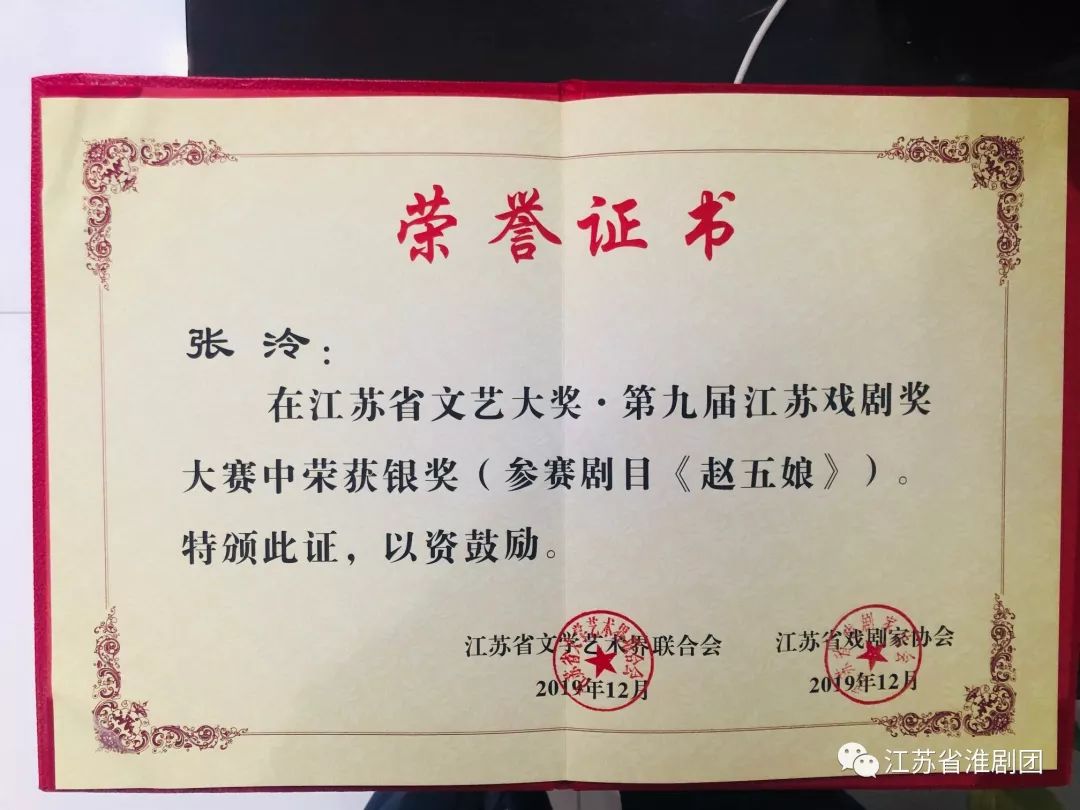 荣誉证书
张泠：
在江苏省文艺大奖·第九届江苏戏剧奖
大赛中荣获银奖（参赛剧目《赵五娘》）。
特颁此证，以资鼓励。
江苏省文学艺术界联合会
江苏省戏剧家协会
2019年12月
2019年12月
江苏省淮剧团